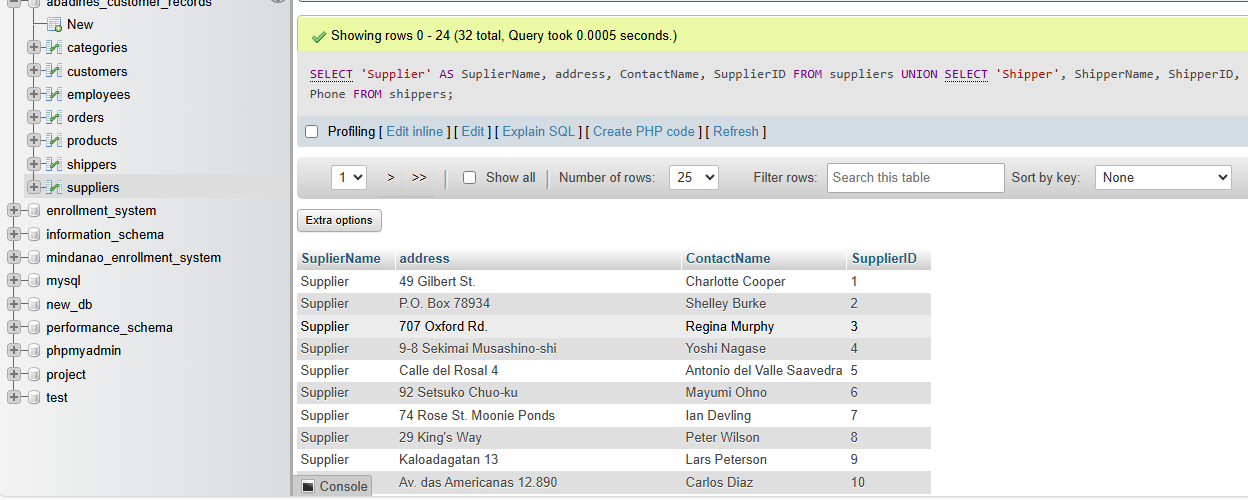 abadines_customer_records
New
categories
customers
employees
orders
products
shippers
suppliers
enrollment_system
information_schema
mindanao_enrollment_system
mysql
new_db
performance_schema
phpmyadmin
project
test
Showing rows 0 - 24 (32 total, Query took 0.0005 seconds.)
SELECT 'Supplier' AS SuplierName, address, ContactName, SupplierID FROM suppliers UNION SELECT 'Shipper', ShipperName, ShipperID,
Phone FROM shippers;
Profiling [ Edit inline ] [ Edit ] [ Explain SQL ] [ Create PHP code ] [ Refresh ]
1 > >> Show all Number of rows: 25 Filter rows: Search this table Sort by key: None
Extra options
SuplierName address ContactName SupplierID
Supplier 49 Gilbert St. Charlotte Cooper 1
Supplier P.O. Box 78934 Shelley Burke 2
Supplier 707 Oxford Rd. Regina Murphy 3
Supplier 9-8 Sekimai Musashino-shi Yoshi Nagase 4
Supplier Calle del Rosal 4 Antonio del Valle Saavedra 5
Supplier 92 Setsuko Chuo-ku Mayumi Ohno 6
Supplier 74 Rose St. Moonie Ponds Ian Devling 7
Supplier 29 King's Way Peter Wilson 8
Supplier Kaloadagatan 13 Lars Peterson 9
Av. das Americanas 12.890 Carlos Diaz 10
Console